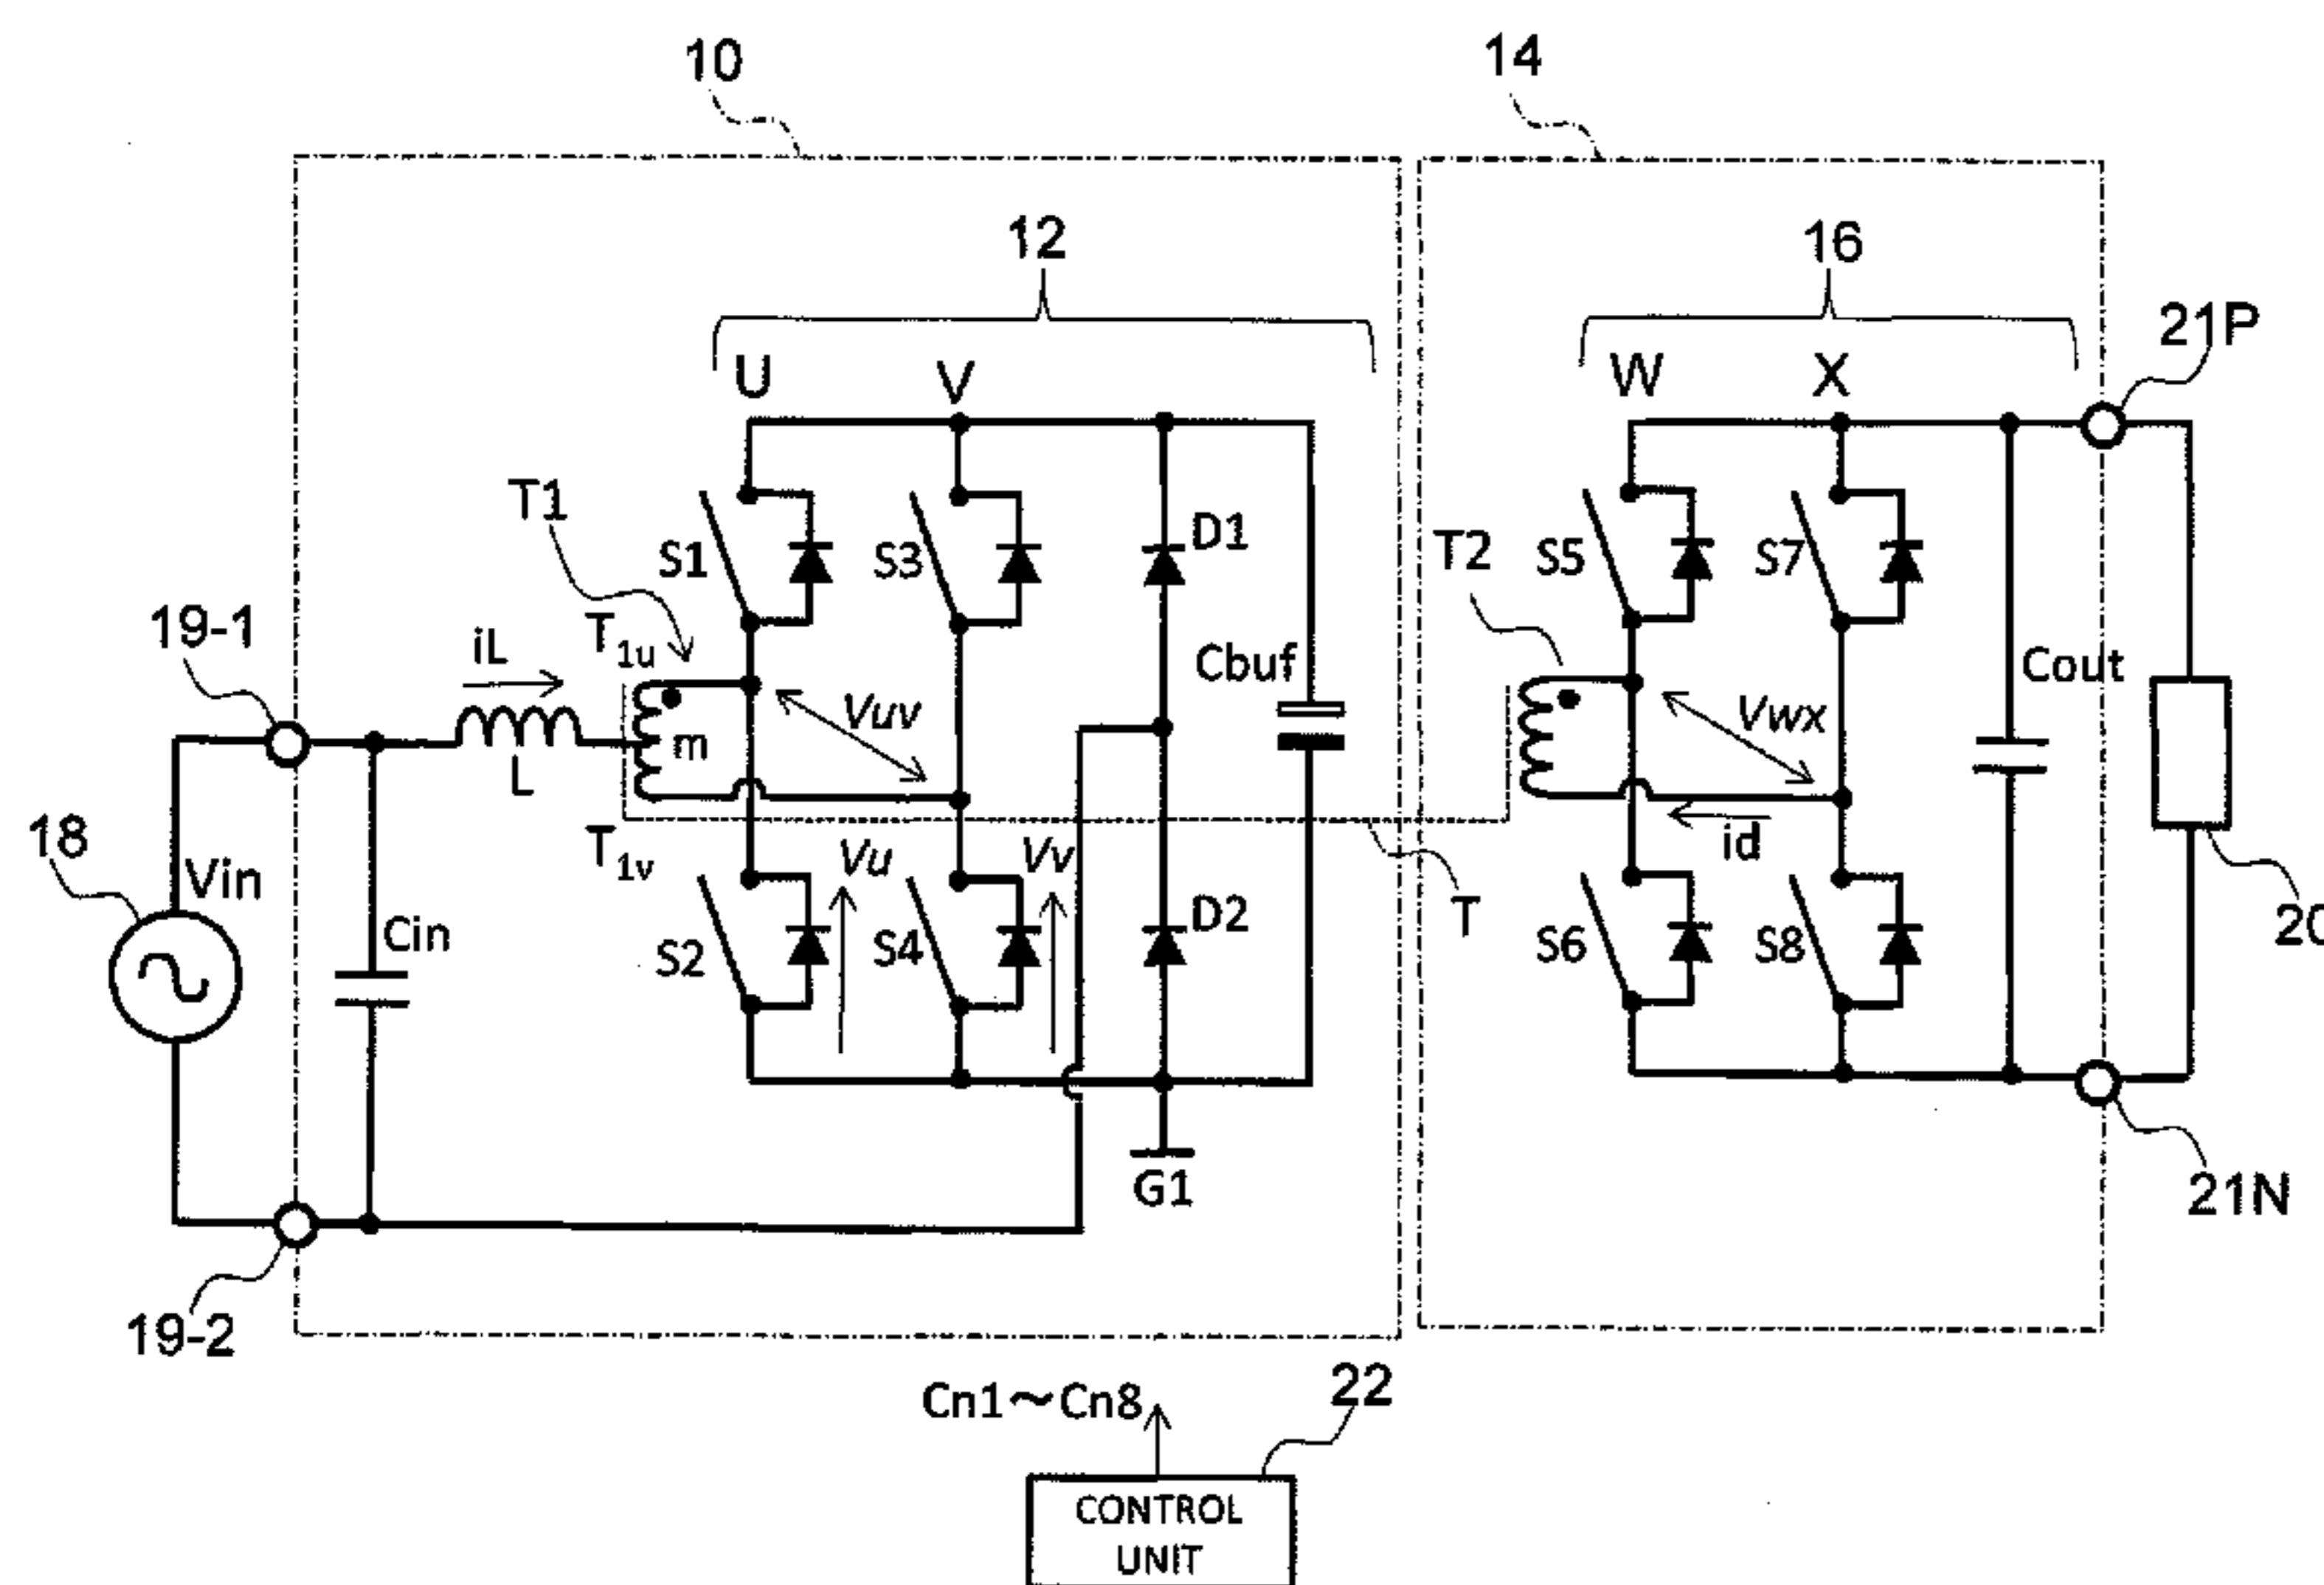 10
14
12
16
21P
U
V
W
X
T1
S1
S3
D1
T2
S5
S7
19-1
iL
T1u
Cbuf
Cout
Vuv
m
Vwx
L
18
Vin
T1v
Vu
Vv
id
Cin
S2
S4
D2
T
S6
S8
G1
21N
19-2
Cn1～Cn8
22
CONTROL
UNIT